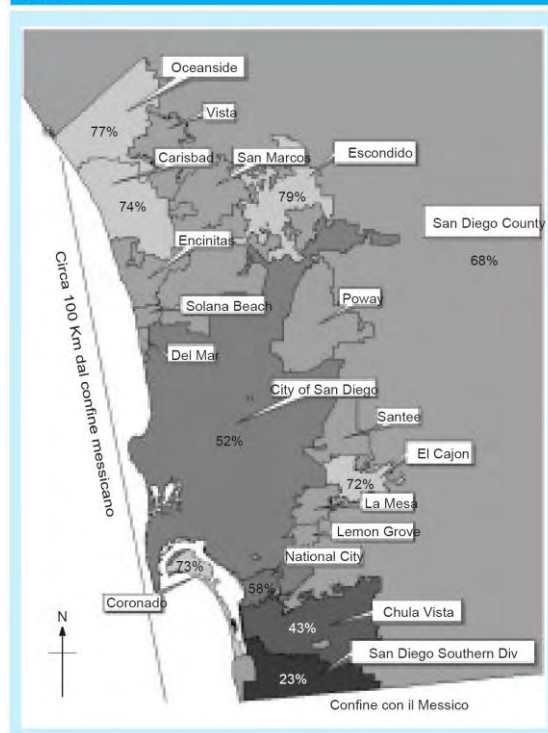 Oceanside
Vista
77%
Carisbad
San Marcos
Escondido
74%
79%
San Diego County
68%
Encinitas
Solana Beach
Poway
Del Mar
City of San Diego
52%
Santee
El Cajon
72%
La Mesa
Lemon Grove
National City
73%
58%
Coronado
Chula Vista
43%
San Diego Southern Div
23%
Circa 100 Km dal confine messicano
N
Confine con il Messico